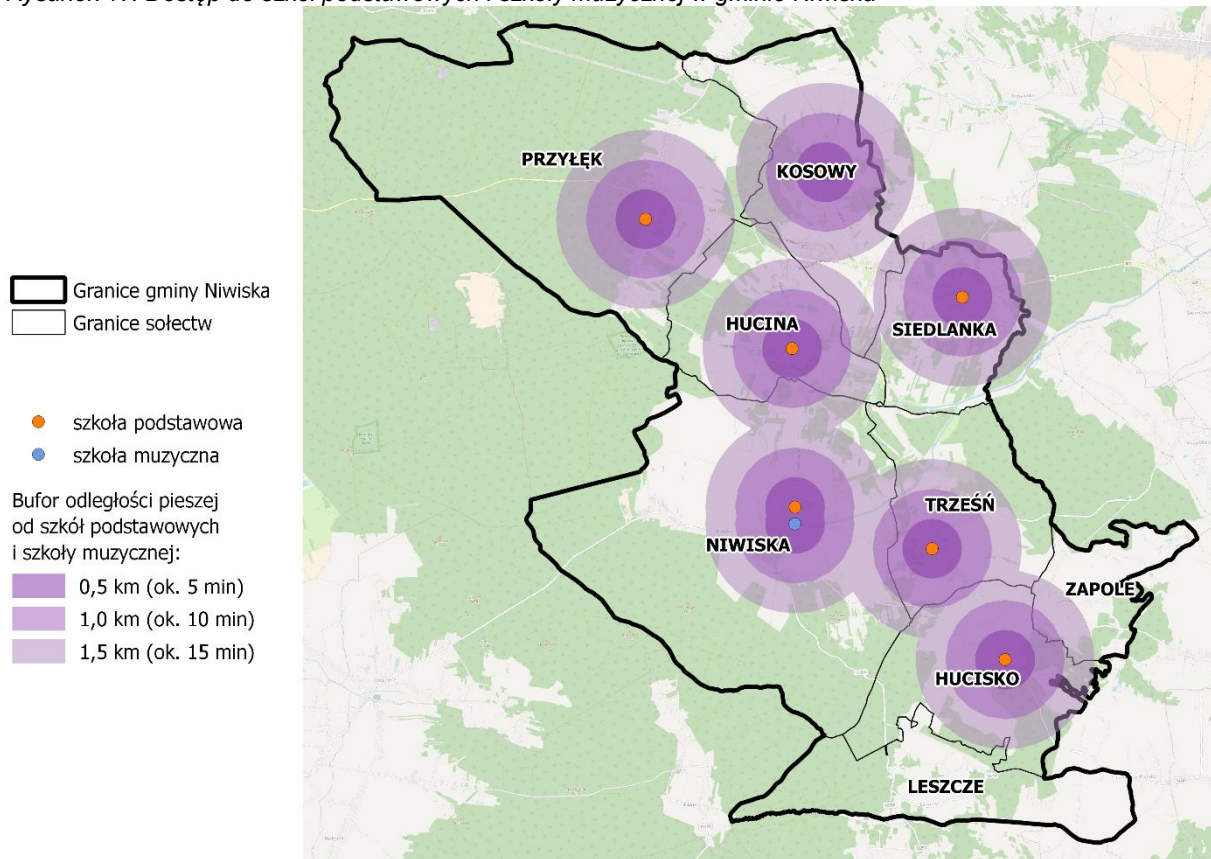 Rysunek 17. Dostęp do szkół podstawowych i szkoły muzycznej w gminie Niwiska
PRZYŁĘK
KOSOWY
Granice gminy Niwiska
Granice sołectw
HUCINA
SIEDLANKA
szkoła podstawowa
szkoła muzyczna
Bufor odległości pieszej
od szkół podstawowych
i szkoły muzycznej:
0,5 km (ok. 5 min)
1,0 km (ok. 10 min)
1,5 km (ok. 15 min)
TRZEŚŃ
NIWISKA
ZAPOLE
HUCISKO
LESZCZE